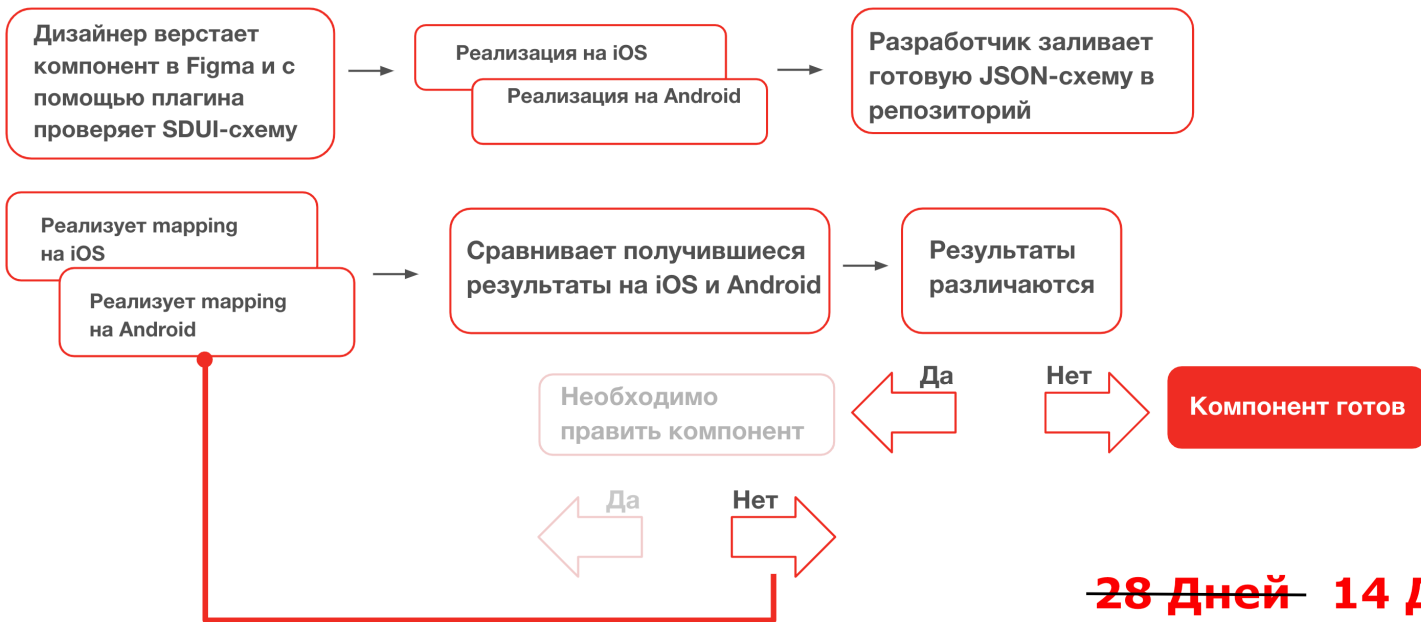 Дизайнер верстает
компонент в Figma и с
помощью плагина
проверяет SDUI-схему
Реализация на iOS
Реализация на Android
Разработчик заливает
готовую JSON-схему в
репозиторий
Реализует mapping
на iOS
Реализует mapping
на Android
Сравнивает получившиеся
результаты на iOS и Android
Результаты
различаются
Да
Нет
Необходимо
править компонент
Компонент готов
Да
Нет
28 Дней 14 Д